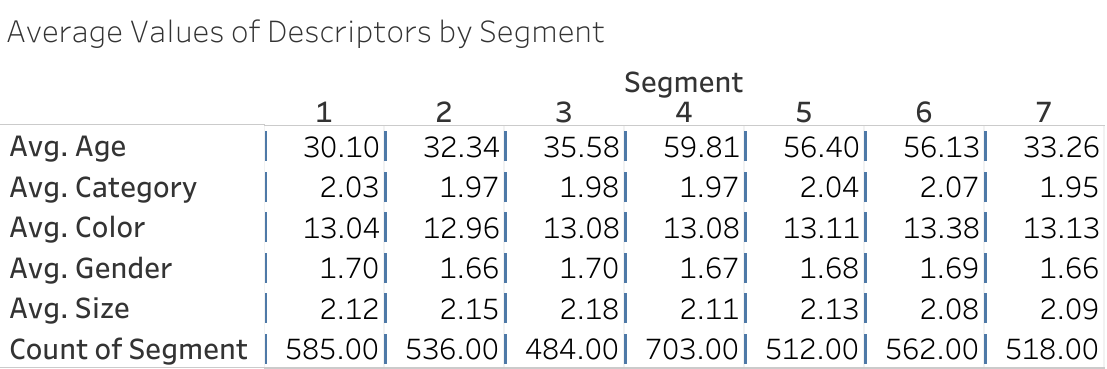 Average Values of Descriptors by Segment
Segment
1 2 3 4 5 6 7
Avg. Age 30.10 32.34 35.58 59.81 56.40 56.13 33.26
Avg. Category 2.03 1.97 1.98 1.97 2.04 2.07 1.95
Avg. Color 13.04 12.96 13.08 13.08 13.11 13.38 13.13
Avg. Gender 1.70 1.66 1.70 1.67 1.68 1.69 1.66
Avg. Size 2.12 2.15 2.18 2.11 2.13 2.08 2.09
Count of Segment 585.00 536.00 484.00 703.00 512.00 562.00 518.00